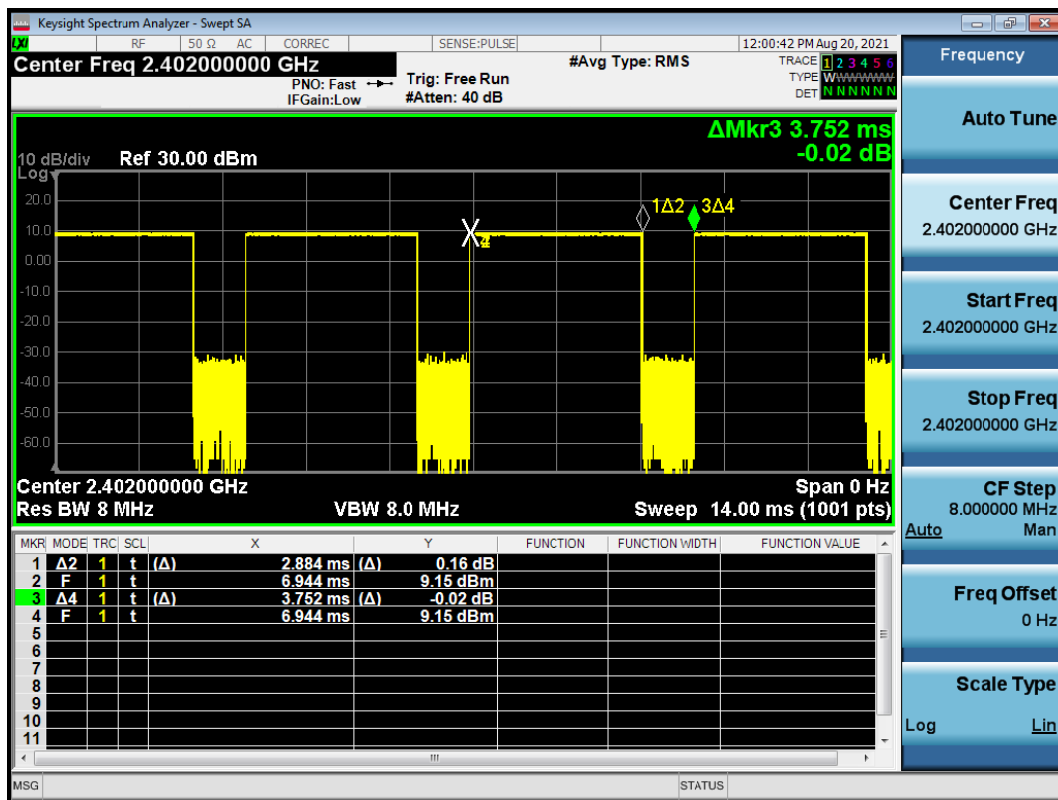 Keysight Spectrum Analyzer - Swept SA
LXI RF 50 Ω AC CORREC SENSE:PULSE 12:00:42 PM Aug 20, 2021
Center Freq 2.402000000 GHz
PNO: Fast
IFGain:Low
Trig: Free Run
#Atten: 40 dB
#Avg Type: RMS
TRACE 1 2 3 4 5 6
TYPE WWWWWW
DET N N N N N N
ΔMkr3 3.752 ms
-0.02 dB
10 dB/div Ref 30.00 dBm
Log
20.0
10.0
0.00
-10.0
-20.0
-30.0
-40.0
-50.0
-60.0
1Δ2 3Δ4
Center 2.402000000 GHz Span 0 Hz
Res BW 8 MHz VBW 8.0 MHz Sweep 14.00 ms (1001 pts)
MKR MODE TRC SCL X Y FUNCTION FUNCTION WIDTH FUNCTION VALUE
1 Δ2 1 t (Δ) 2.884 ms (Δ) 0.16 dB
2 F 1 t 6.944 ms 9.15 dBm
3 Δ4 1 t (Δ) 3.752 ms (Δ) -0.02 dB
4 F 1 t 6.944 ms 9.15 dBm
5
6
7
8
9
10
11
MSG STATUS
Frequency
Auto Tune
Center Freq
2.402000000 GHz
Start Freq
2.402000000 GHz
Stop Freq
2.402000000 GHz
CF Step
8.000000 MHz
Auto Man
Freq Offset
0 Hz
Scale Type
Log Lin